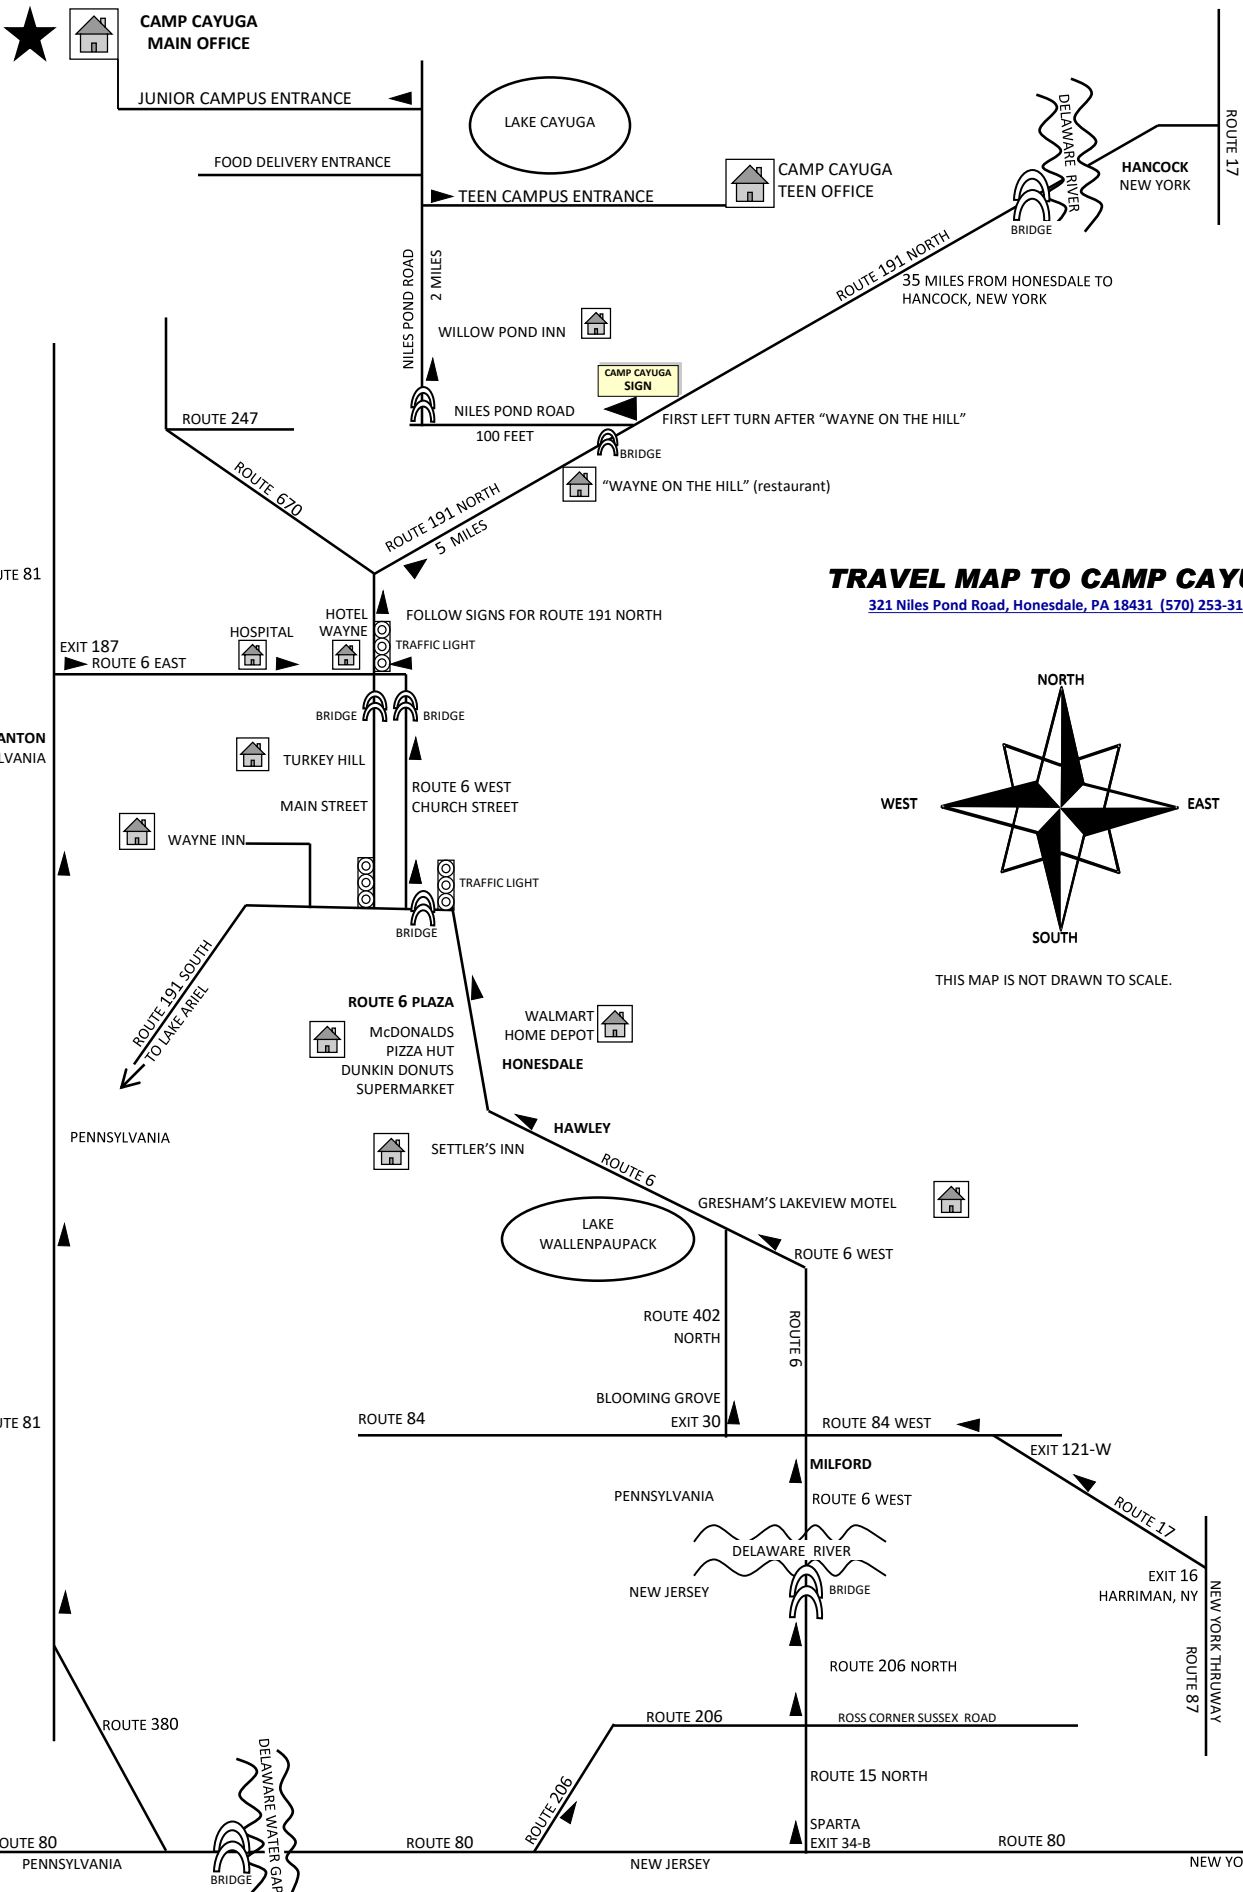 CAMP CAYUGA
MAIN OFFICE
JUNIOR CAMPUS ENTRANCE
LAKE CAYUGA
FOOD DELIVERY ENTRANCE
CAMP CAYUGA
TEEN OFFICE
TEEN CAMPUS ENTRANCE
DELAWARE RIVER
HANCOCK
NEW YORK
ROUTE 17
BRIDGE
ROUTE 191 NORTH
35 MILES FROM HONESDALE TO
HANCOCK, NEW YORK
NILES POND ROAD
2 MILES
WILLOW POND INN
CAMP CAYUGA
SIGN
NILES POND ROAD
100 FEET
FIRST LEFT TURN AFTER “WAYNE ON THE HILL”
BRIDGE
“WAYNE ON THE HILL” (restaurant)
ROUTE 247
ROUTE 670
ROUTE 191 NORTH
5 MILES
UTE 81
TRAVEL MAP TO CAMP CAYU
321 Niles Pond Road, Honesdale, PA 18431 (570) 253-31
HOTEL
WAYNE
FOLLOW SIGNS FOR ROUTE 191 NORTH
HOSPITAL
TRAFFIC LIGHT
EXIT 187
ROUTE 6 EAST
BRIDGE
BRIDGE
ANTON
LVANIA
TURKEY HILL
MAIN STREET
ROUTE 6 WEST
CHURCH STREET
WAYNE INN
TRAFFIC LIGHT
BRIDGE
NORTH
WEST
EAST
SOUTH
THIS MAP IS NOT DRAWN TO SCALE.
ROUTE 191 SOUTH
TO LAKE ARIEL
ROUTE 6 PLAZA
McDONALDS
PIZZA HUT
DUNKIN DONUTS
SUPERMARKET
WALMART
HOME DEPOT
HONESDALE
PENNSYLVANIA
HAWLEY
SETTLER’S INN
ROUTE 6
GRESHAM’S LAKEVIEW MOTEL
LAKE
WALLENPAUPACK
ROUTE 6 WEST
ROUTE 402
NORTH
ROUTE 6
BLOOMING GROVE
EXIT 30
ROUTE 84
ROUTE 84 WEST
UTE 81
EXIT 121-W
MILFORD
PENNSYLVANIA
ROUTE 6 WEST
ROUTE 17
DELAWARE RIVER
NEW JERSEY
BRIDGE
EXIT 16
HARRIMAN, NY
NEW YORK THRUWAY
ROUTE 87
ROUTE 206 NORTH
ROUTE 206
ROSS CORNER SUSSEX ROAD
ROUTE 380
DELAWARE WATER GAP
ROUTE 206
ROUTE 15 NORTH
SPARTA
EXIT 34-B
OUTE 80
PENNSYLVANIA
BRIDGE
ROUTE 80
NEW JERSEY
ROUTE 80
NEW YO